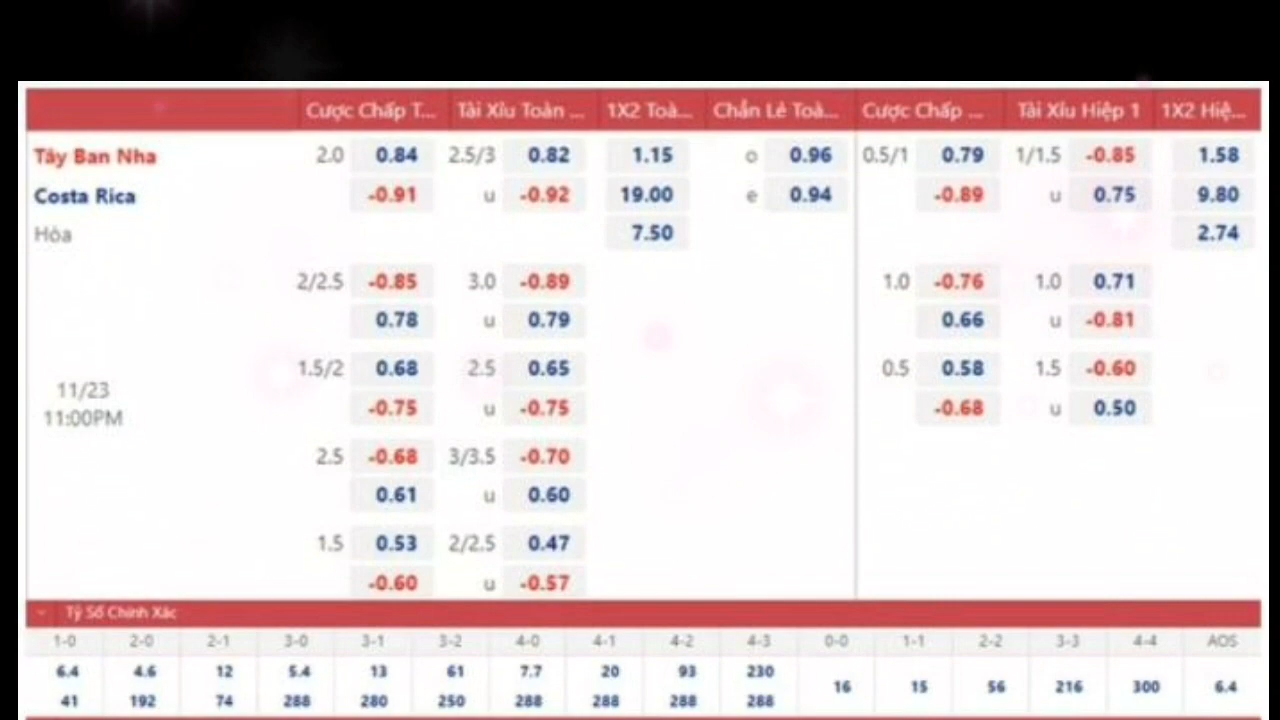 Cược Chấp T... Tài Xỉu Toàn ... 1X2 Toà... Chẵn Lẻ Toà... Cược Chấp ... Tài Xỉu Hiệp 1 1X2 Hiệ...
Tây Ban Nha 2.0 0.84 2.5/3 0.82 1.15 o 0.96 0.5/1 0.79 1/1.5 -0.85 1.58
Costa Rica -0.91 u -0.92 19.00 e 0.94 -0.89 u 0.75 9.80
Hòa 7.50 2.74
2/2.5 -0.85 3.0 -0.89 1.0 -0.76 1.0 0.71
0.78 u 0.79 0.66 u -0.81
1.5/2 0.68 2.5 0.65 0.5 0.58 1.5 -0.60
11/23
-0.75 u -0.75 -0.68 u 0.50
11:00PM
2.5 -0.68 3/3.5 -0.70
0.61 u 0.60
1.5 0.53 2/2.5 0.47
-0.60 u -0.57
Tỷ Số Chính Xác
1-0 2-0 2-1 3-0 3-1 3-2 4-0 4-1 4-2 4-3 0-0 1-1 2-2 3-3 4-4 AOS
6.4 4.6 12 5.4 13 61 7.7 20 93 230
16 15 56 216 300 6.4
41 192 74 288 280 250 288 288 288 288